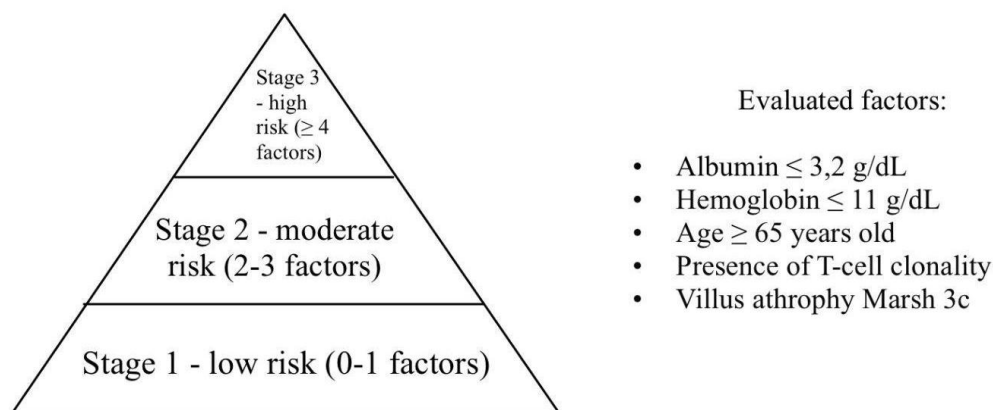 Stage 3
- high
risk (≥ 4
factors)
Stage 2 - moderate
risk (2-3 factors)
Stage 1 - low risk (0-1 factors)
Evaluated factors:
• Albumin ≤ 3,2 g/dL
• Hemoglobin ≤ 11 g/dL
• Age ≥ 65 years old
• Presence of T-cell clonality
• Villus athrophy Marsh 3c